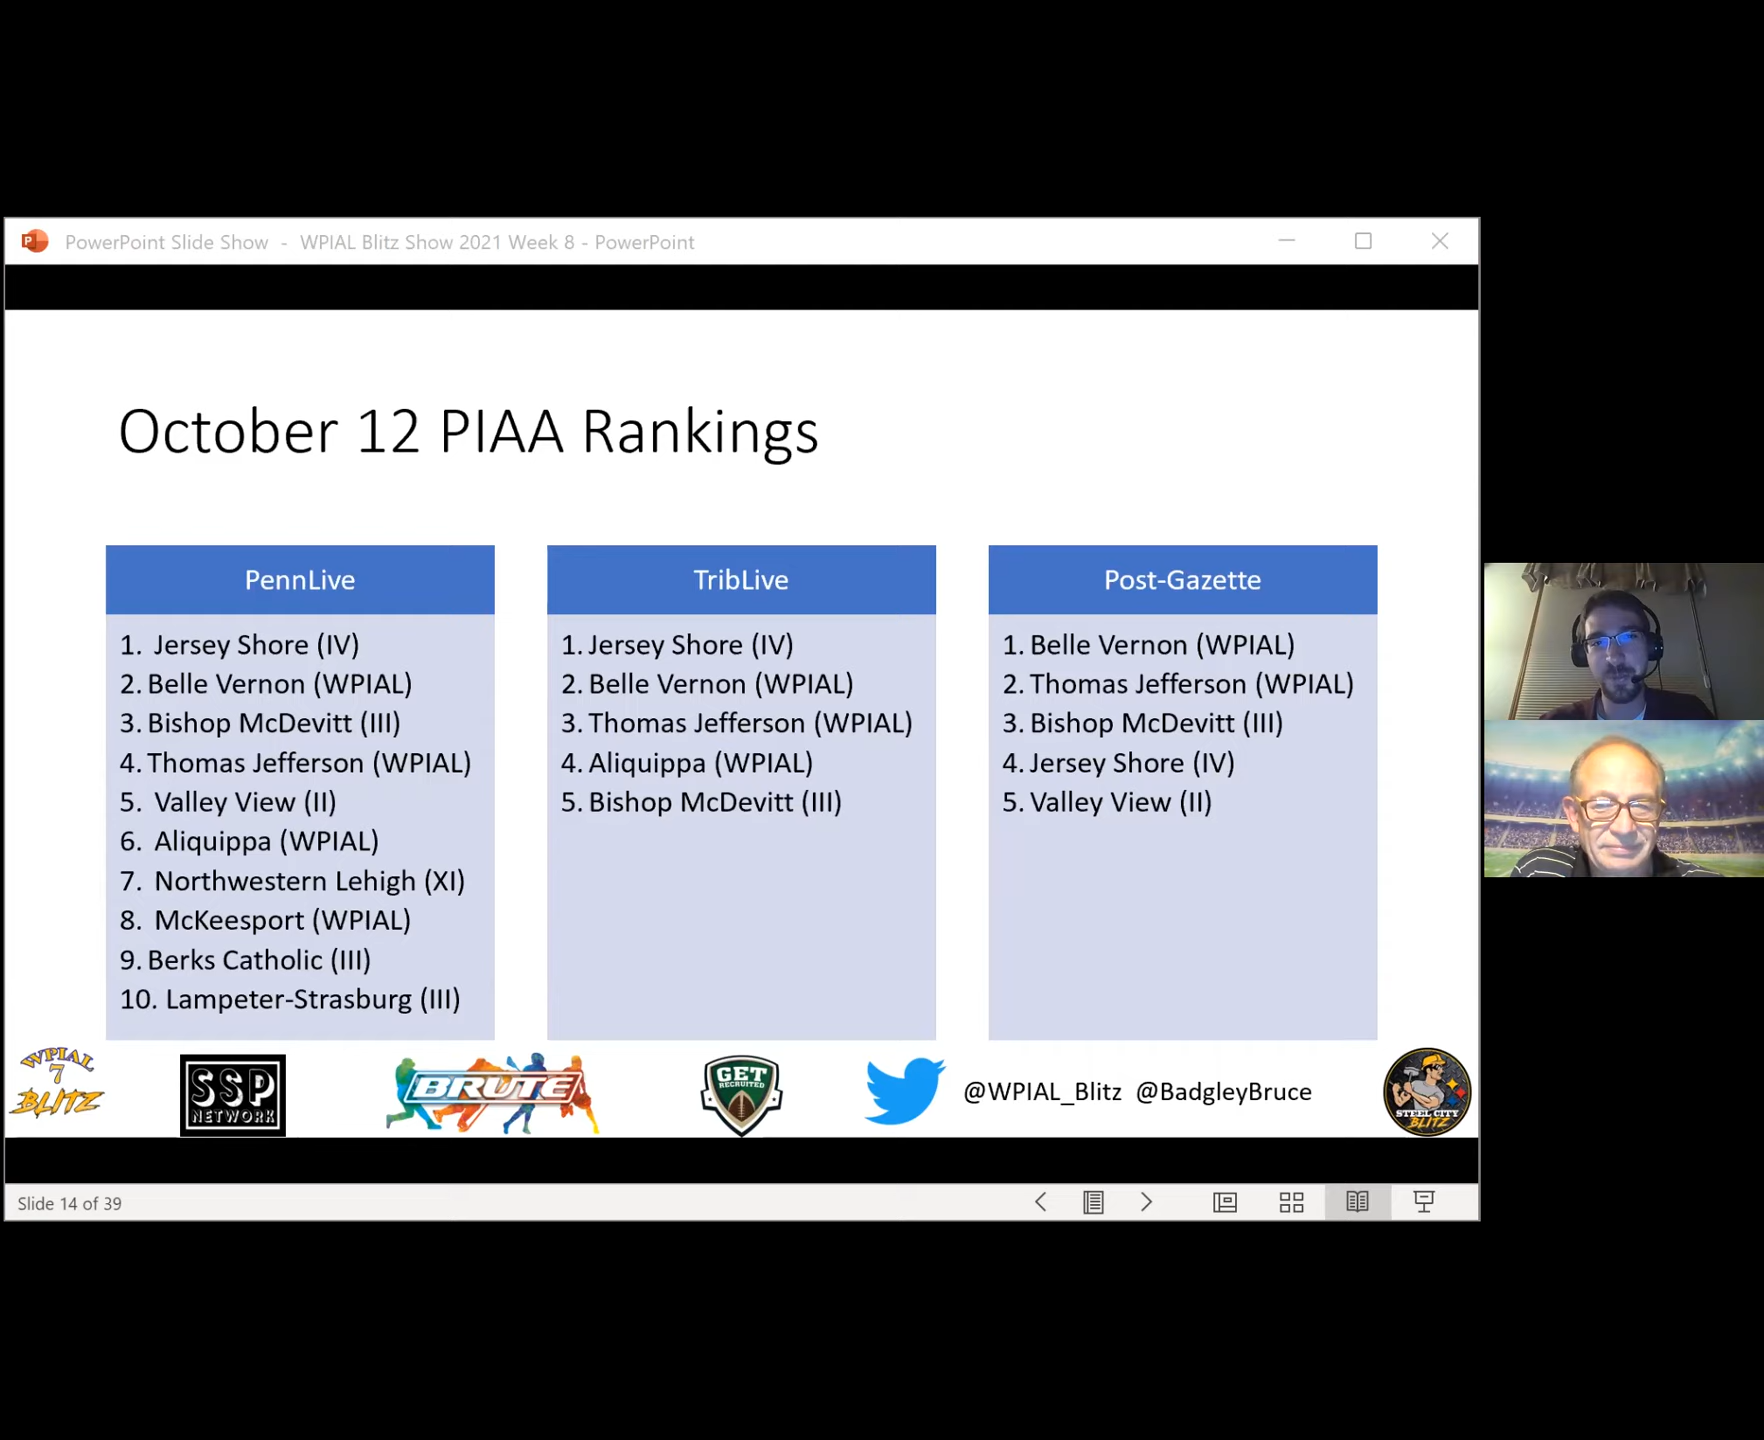 PowerPoint Slide Show - WPIAL Blitz Show 2021 Week 8 - PowerPoint
October 12 PIAA Rankings
PennLive
1. Jersey Shore (IV)
2. Belle Vernon (WPIAL)
3. Bishop McDevitt (III)
4. Thomas Jefferson (WPIAL)
5. Valley View (II)
6. Aliquippa (WPIAL)
7. Northwestern Lehigh (XI)
8. McKeesport (WPIAL)
9. Berks Catholic (III)
10. Lampeter-Strasburg (III)
TribLive
1. Jersey Shore (IV)
2. Belle Vernon (WPIAL)
3. Thomas Jefferson (WPIAL)
4. Aliquippa (WPIAL)
5. Bishop McDevitt (III)
Post-Gazette
1. Belle Vernon (WPIAL)
2. Thomas Jefferson (WPIAL)
3. Bishop McDevitt (III)
4. Jersey Shore (IV)
5. Valley View (II)
WPIAL
7
BLITZ
SSP
NETWORK
BRUTE
GET
RECRUITED
@WPIAL_Blitz @BadgleyBruce
STEEL CITY
BLITZ
Slide 14 of 39